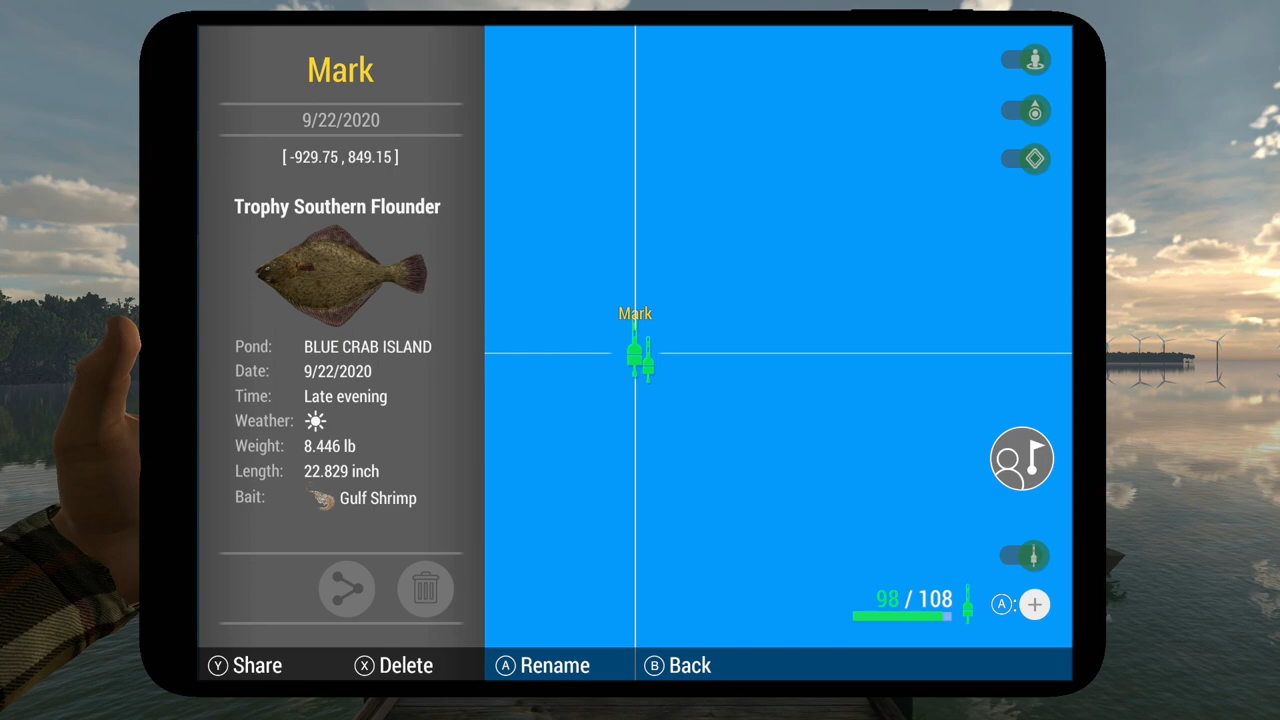 Mark
9/22/2020
[ -929.75 , 849.15 ]
Trophy Southern Flounder
Pond: BLUE CRAB ISLAND
Date: 9/22/2020
Time: Late evening
Weather:
Weight: 8.446 lb
Length: 22.829 inch
Bait: Gulf Shrimp
Mark
98 / 108
A :
Y Share
X Delete
A Rename
B Back